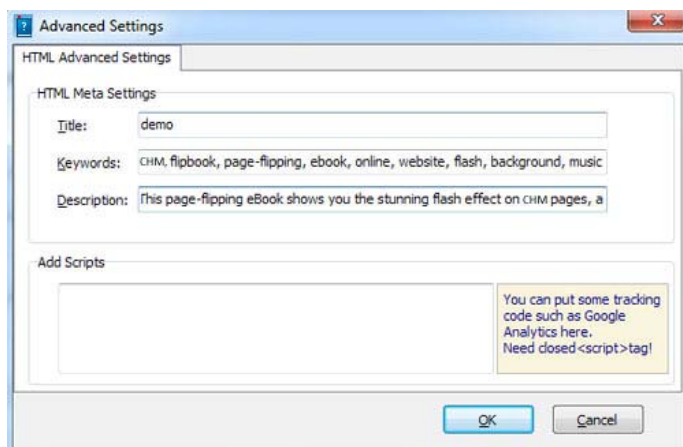 Advanced Settings
HTML Advanced Settings
HTML Meta Settings
Title: demo
Keywords: CHM, flipbook, page-flipping, ebook, online, website, flash, background, music
Description: This page-flipping eBook shows you the stunning flash effect on CHM pages, a
Add Scripts
You can put some tracking
code such as Google
Analytics here.
Need closed<script>tag!
OK Cancel